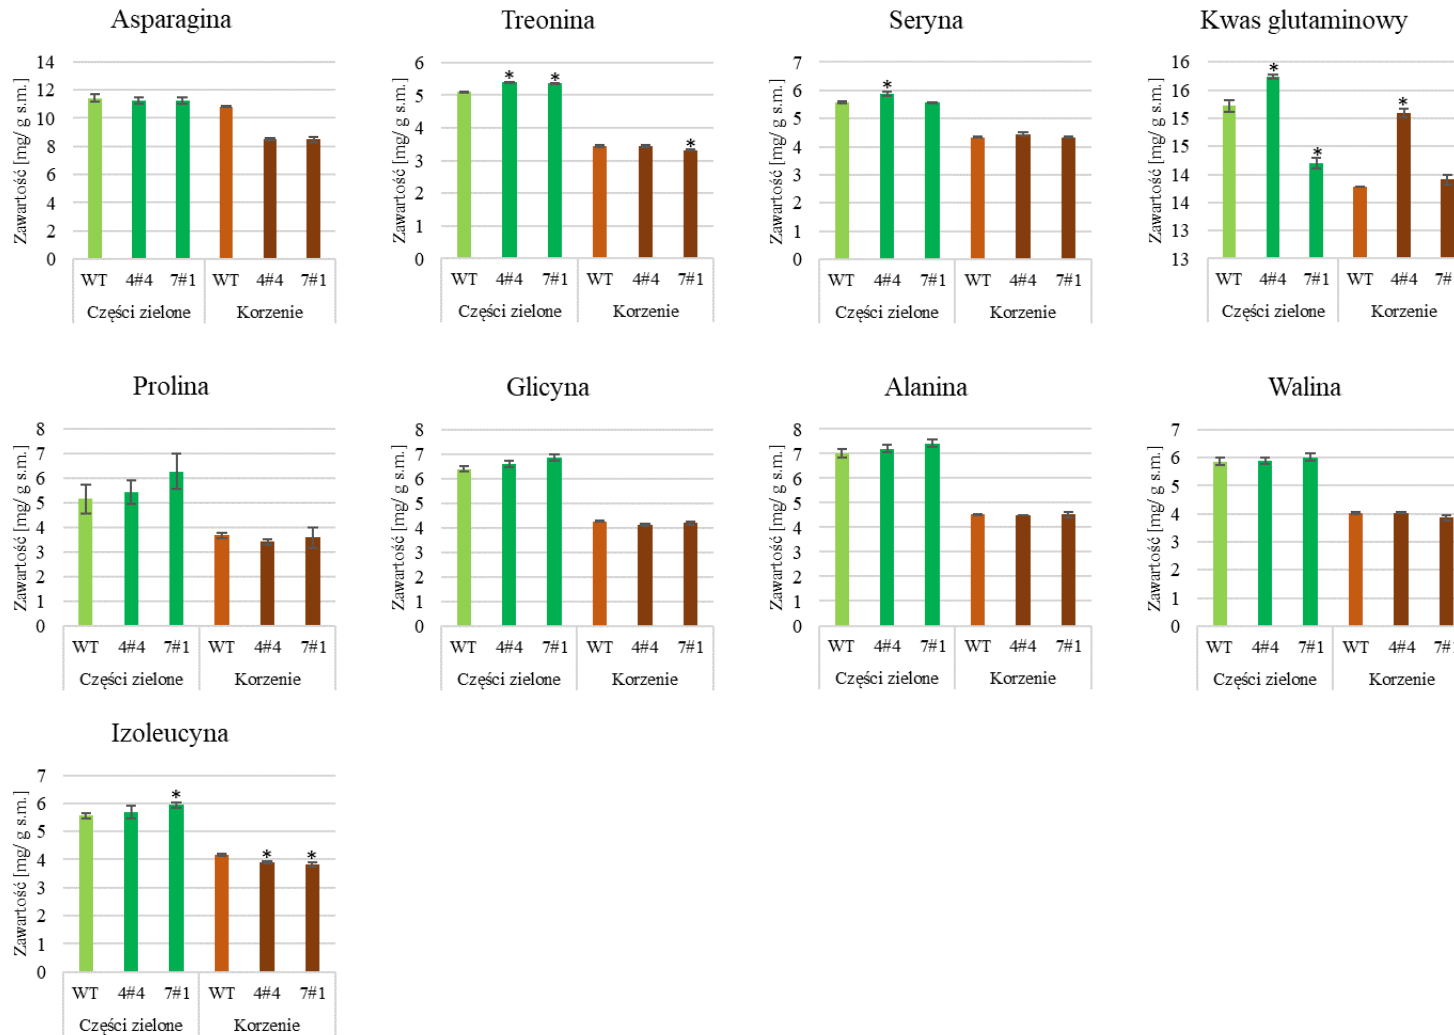 Asparagina
Zawartość [mg/ g s.m.]
14
12
10
8
6
4
2
0
WT 4#4 7#1 WT 4#4 7#1
Części zielone Korzenie
Treonina
Zawartość [mg/ g s.m.]
6
5
4
3
2
1
0
* * *
WT 4#4 7#1 WT 4#4 7#1
Części zielone Korzenie
Seryna
Zawartość [mg/ g s.m.]
7
6
5
4
3
2
1
0
*
WT 4#4 7#1 WT 4#4 7#1
Części zielone Korzenie
Kwas glutaminowy
Zawartość [mg/ g s.m.]
16
16
15
15
14
14
13
13
* * *
WT 4#4 7#1 WT 4#4 7#
Części zielone Korzenie
Prolina
Zawartość [mg/ g s.m.]
8
7
6
5
4
3
2
1
0
WT 4#4 7#1 WT 4#4 7#1
Części zielone Korzenie
Glicyna
Zawartość [mg/ g s.m.]
8
7
6
5
4
3
2
1
0
WT 4#4 7#1 WT 4#4 7#1
Części zielone Korzenie
Alanina
Zawartość [mg/ g s.m.]
8
7
6
5
4
3
2
1
0
WT 4#4 7#1 WT 4#4 7#1
Części zielone Korzenie
Walina
Zawartość [mg/ g s.m.]
7
6
5
4
3
2
1
0
WT 4#4 7#1 WT 4#4 7#1
Części zielone Korzenie
Izoleucyna
Zawartość [mg/ g s.m.]
7
6
5
4
3
2
1
0
* * *
WT 4#4 7#1 WT 4#4 7#1
Części zielone Korzenie